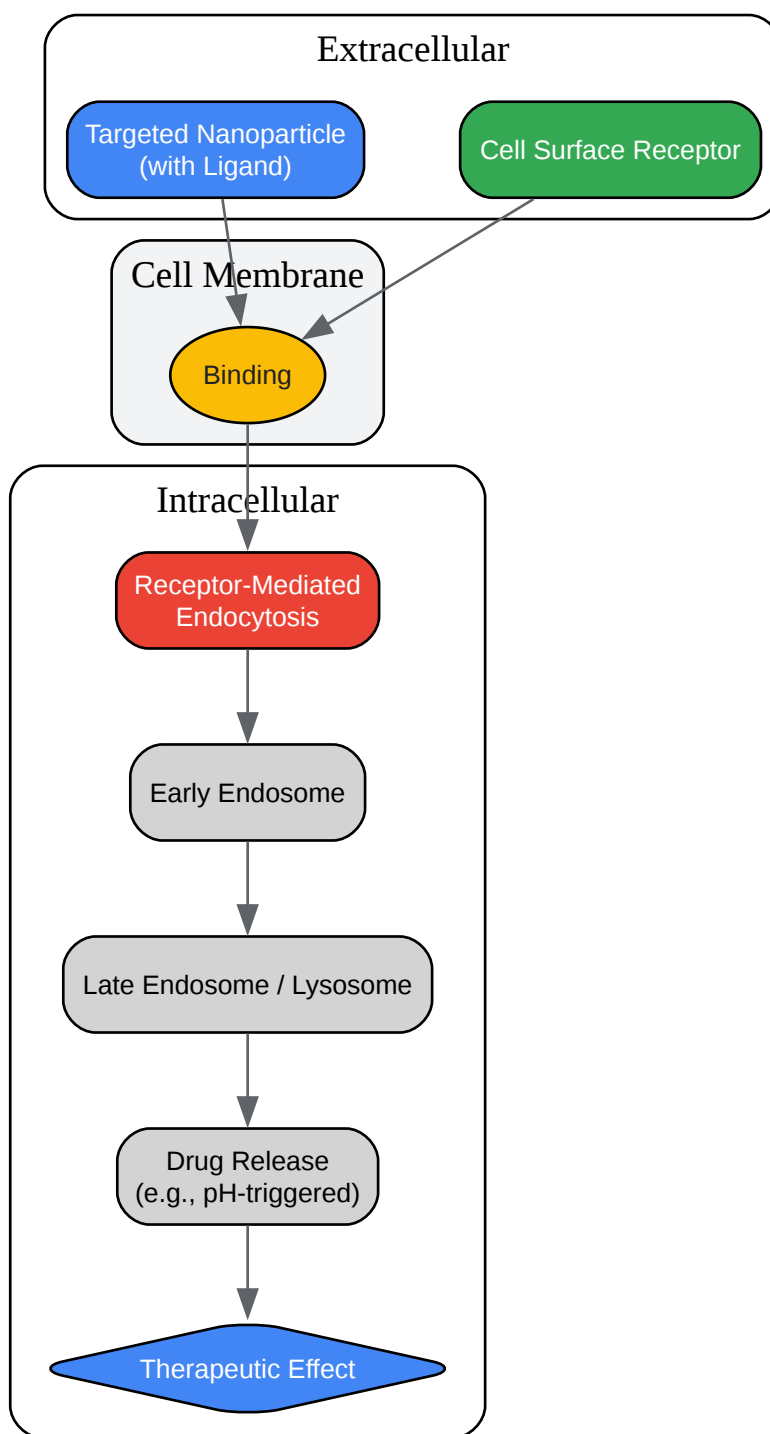 Extracellular
Targeted Nanoparticle
(with Ligand)
Cell Surface Receptor
Cell Membrane
Binding
Intracellular
Receptor-Mediated
Endocytosis
Early Endosome
Late Endosome / Lysosome
Drug Release
(e.g., pH-triggered)
Therapeutic Effect